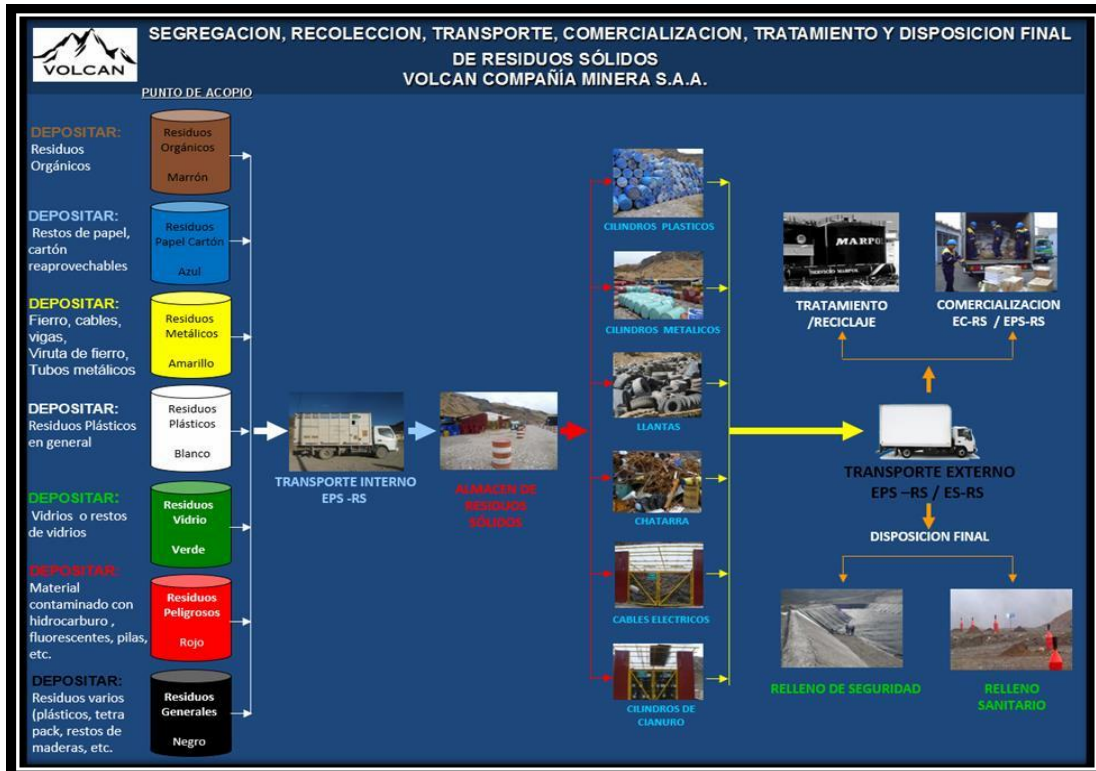 SEGREGACION, RECOLECCION, TRANSPORTE, COMERCIALIZACION, TRATAMIENTO Y DISPOSICION FINAL
DE RESIDUOS SÓLIDOS
VOLCAN COMPAÑÍA MINERA S.A.A.
VOLCAN
PUNTO DE ACOPIO
DEPOSITAR:
Residuos
Orgánicos
Residuos
Orgánicos
Marrón
DEPOSITAR:
Restos de papel,
cartón
reaprovechables
Residuos
Papel Cartón
Azul
DEPOSITAR:
Fierro, cables,
vigas,
Viruta de fierro,
Tubos metálicos
Residuos
Metálicos
Amarillo
DEPOSITAR:
Residuos Plásticos
en general
Residuos
Plásticos
Blanco
DEPOSITAR:
Vidrios o restos
de vidrios
Residuos
Vidrio
Verde
DEPOSITAR:
Material
contaminado con
hidrocarburo ,
fluorescentes, pilas,
etc.
Residuos
Peligrosos
Rojo
DEPOSITAR:
Residuos varios
(plásticos, tetra
pack, restos de
maderas, etc.
Residuos
Generales
Negro
TRANSPORTE INTERNO
EPS -RS
ALMACEN DE
RESIDUOS
SÓLIDOS
CILINDROS PLASTICOS
CILINDROS METALICOS
LLANTAS
CHATARRA
CABLES ELECTRICOS
CILINDROS DE
CIANURO
MARPOL
SERVICIO MARPOL
TRATAMIENTO
/RECICLAJE
COMERCIALIZACION
EC-RS / EPS-RS
TRANSPORTE EXTERNO
EPS –RS / ES-RS
DISPOSICION FINAL
RELLENO DE SEGURIDAD
RELLENO
SANITARIO